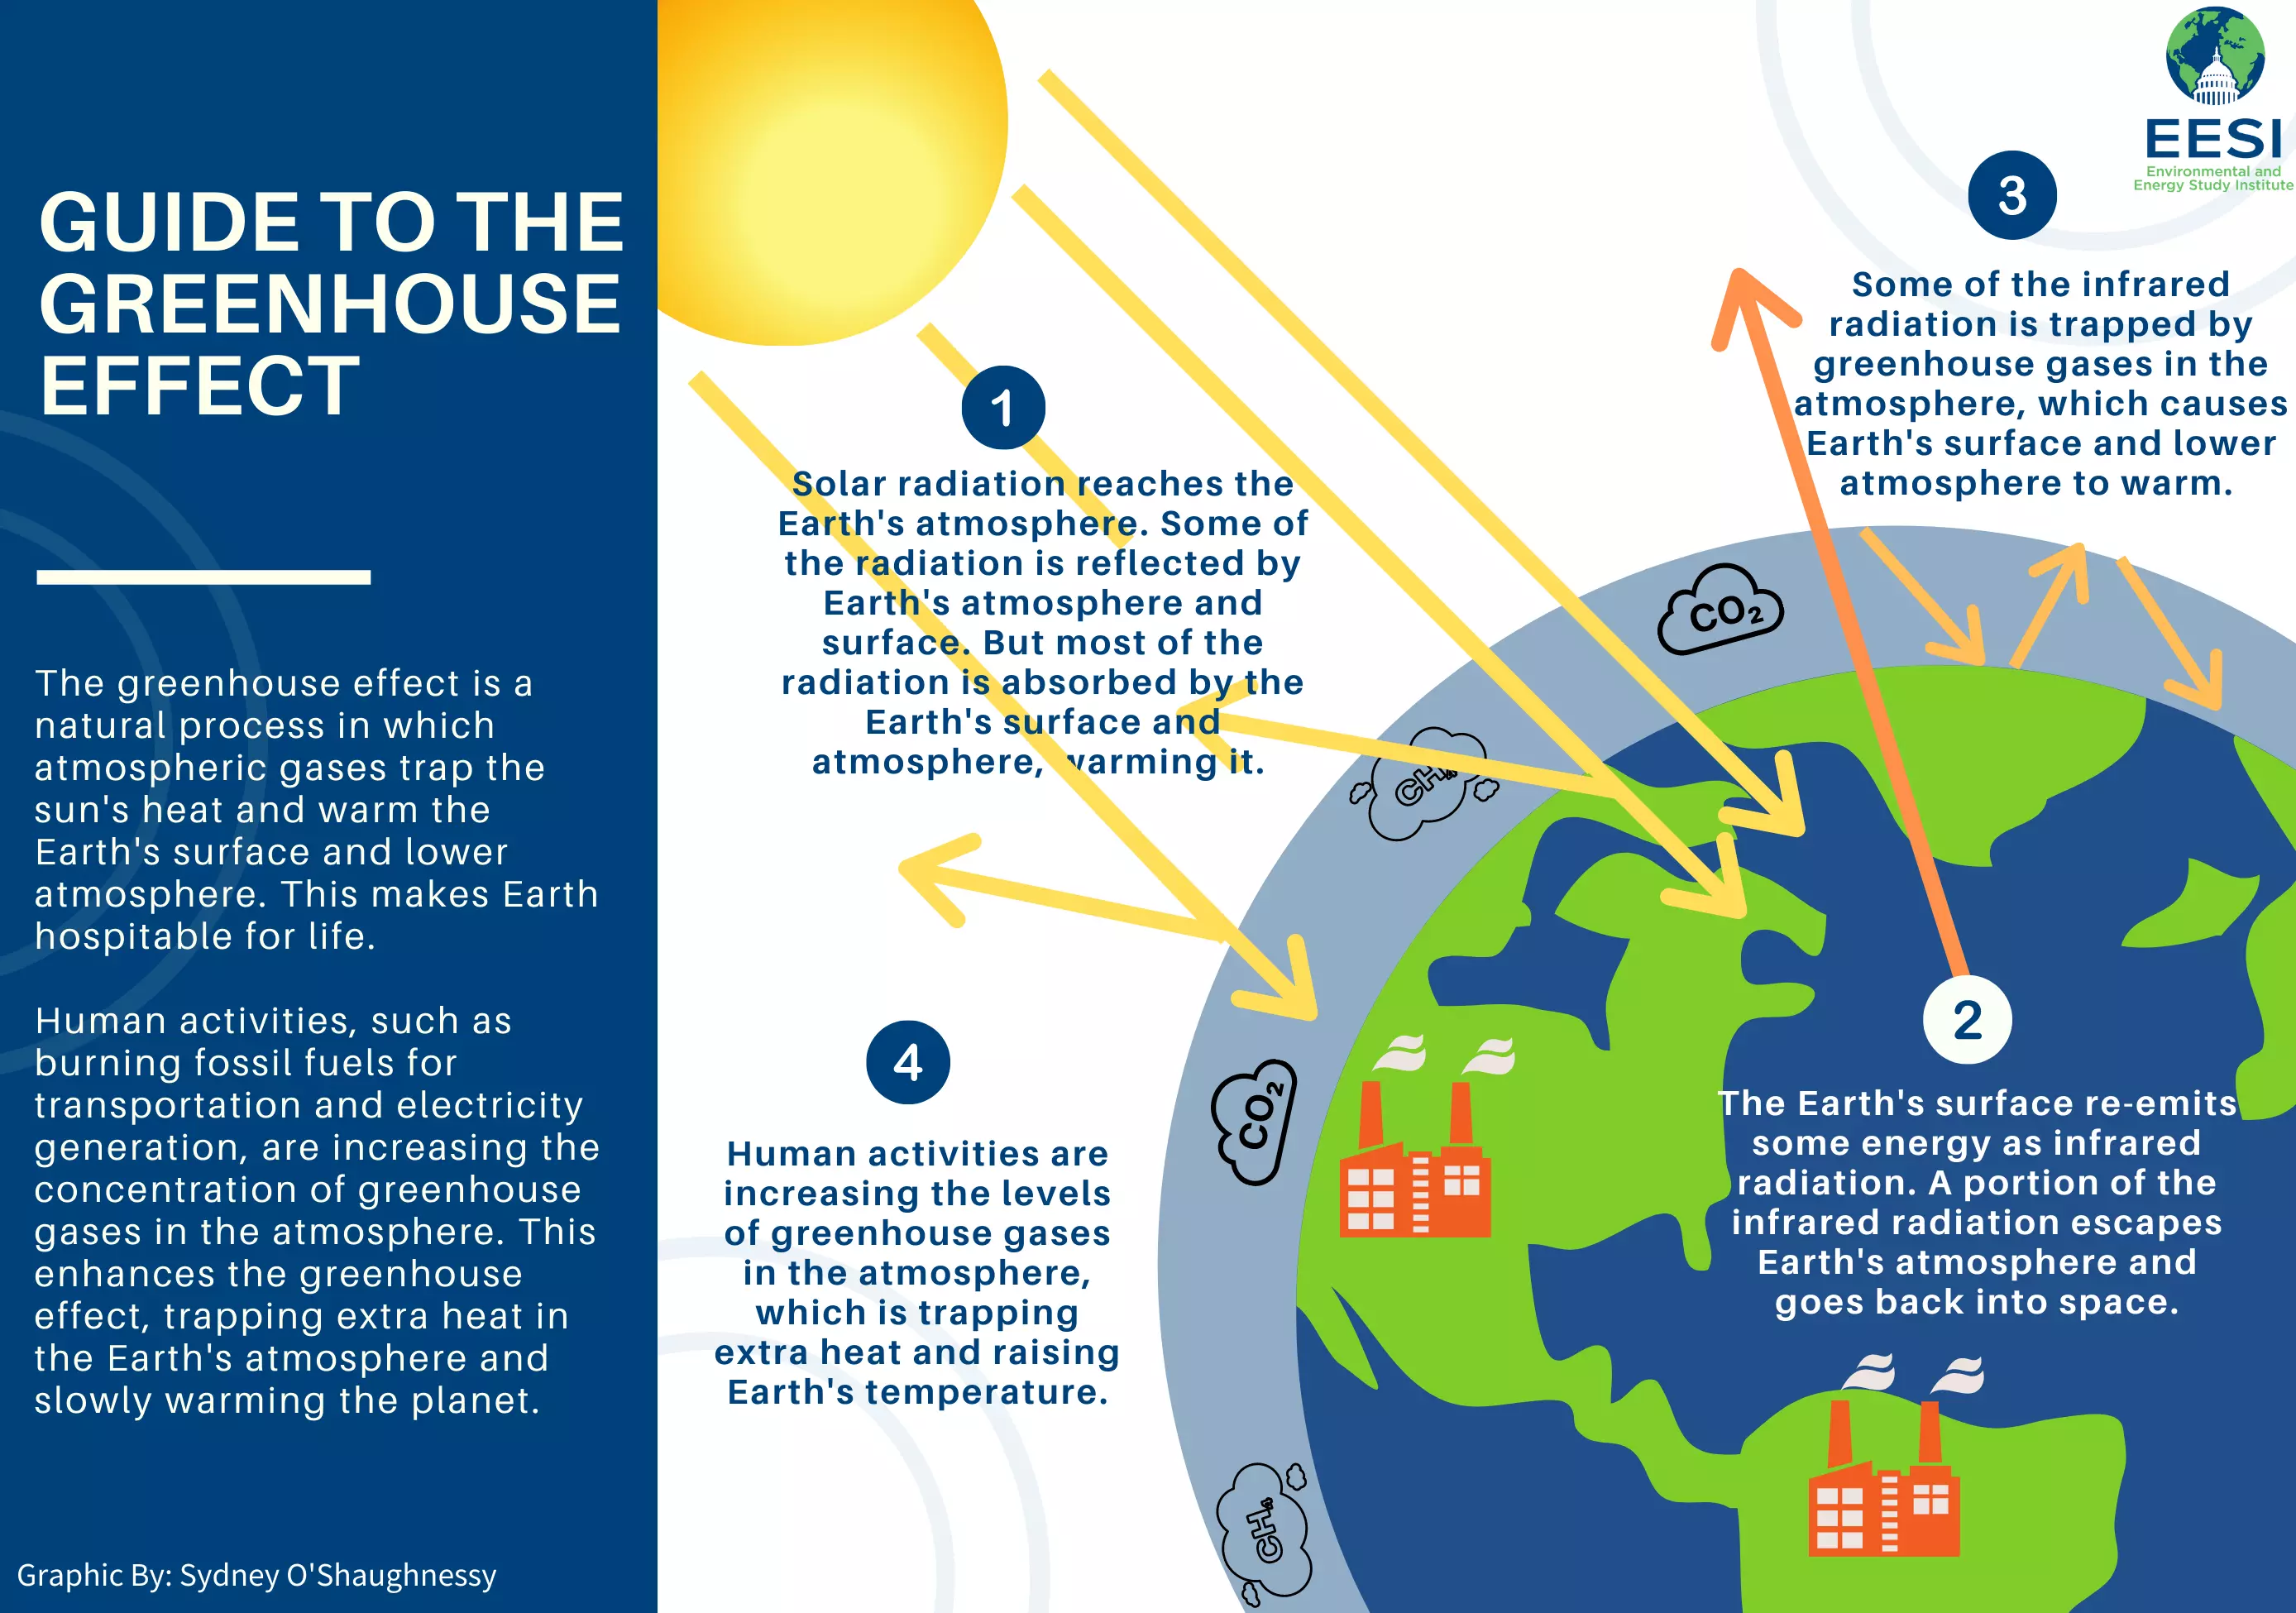 GUIDE TO THE
GREENHOUSE
EFFECT
The greenhouse effect is a
natural process in which
atmospheric gases trap the
sun's heat and warm the
Earth's surface and lower
atmosphere. This makes Earth
hospitable for life.
Human activities, such as
burning fossil fuels for
transportation and electricity
generation, are increasing the
concentration of greenhouse
gases in the atmosphere. This
enhances the greenhouse
effect, trapping extra heat in
the Earth's atmosphere and
slowly warming the planet.
Graphic By: Sydney O'Shaughnessy
1
Solar radiation reaches the
Earth's atmosphere. Some of
the radiation is reflected by
Earth's atmosphere and
surface. But most of the
radiation is absorbed by the
Earth's surface and
atmosphere, warming it.
2
The Earth's surface re-emits
some energy as infrared
radiation. A portion of the
infrared radiation escapes
Earth's atmosphere and
goes back into space.
3
Some of the infrared
radiation is trapped by
greenhouse gases in the
atmosphere, which causes
Earth's surface and lower
atmosphere to warm.
4
Human activities are
increasing the levels
of greenhouse gases
in the atmosphere,
which is trapping
extra heat and raising
Earth's temperature.
CO₂
CH₄
CO₂
CH₄
EESI
Environmental and
Energy Study Institute